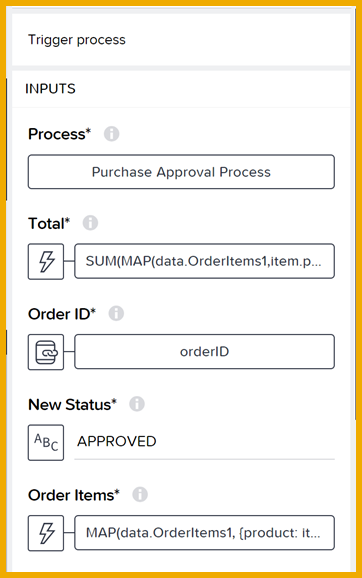 Trigger process
INPUTS
Process*
Purchase Approval Process
Total*
SUM(MAP(data.OrderItems1,item.p...
Order ID*
orderID
New Status*
ABC APPROVED
Order Items*
MAP(data.OrderItems1, {product: it...